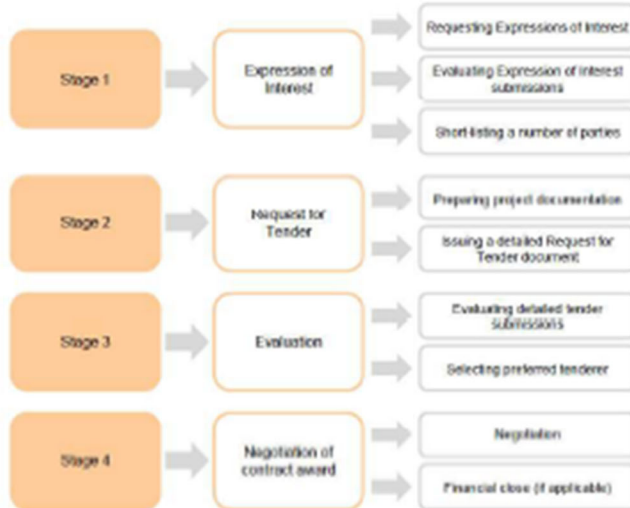 Stage 1
Expression of
Interest
Requesting Expressions of Interest
Evaluating Expression of Interest
submissions
Short-listing a number of parties
Stage 2
Request for
Tender
Preparing project documentation
Issuing a detailed Request for
Tender document
Stage 3
Evaluation
Evaluating detailed tender
submissions
Selecting preferred tenderer
Stage 4
Negotiation of
contract award
Negotiation
Financial close (if applicable)